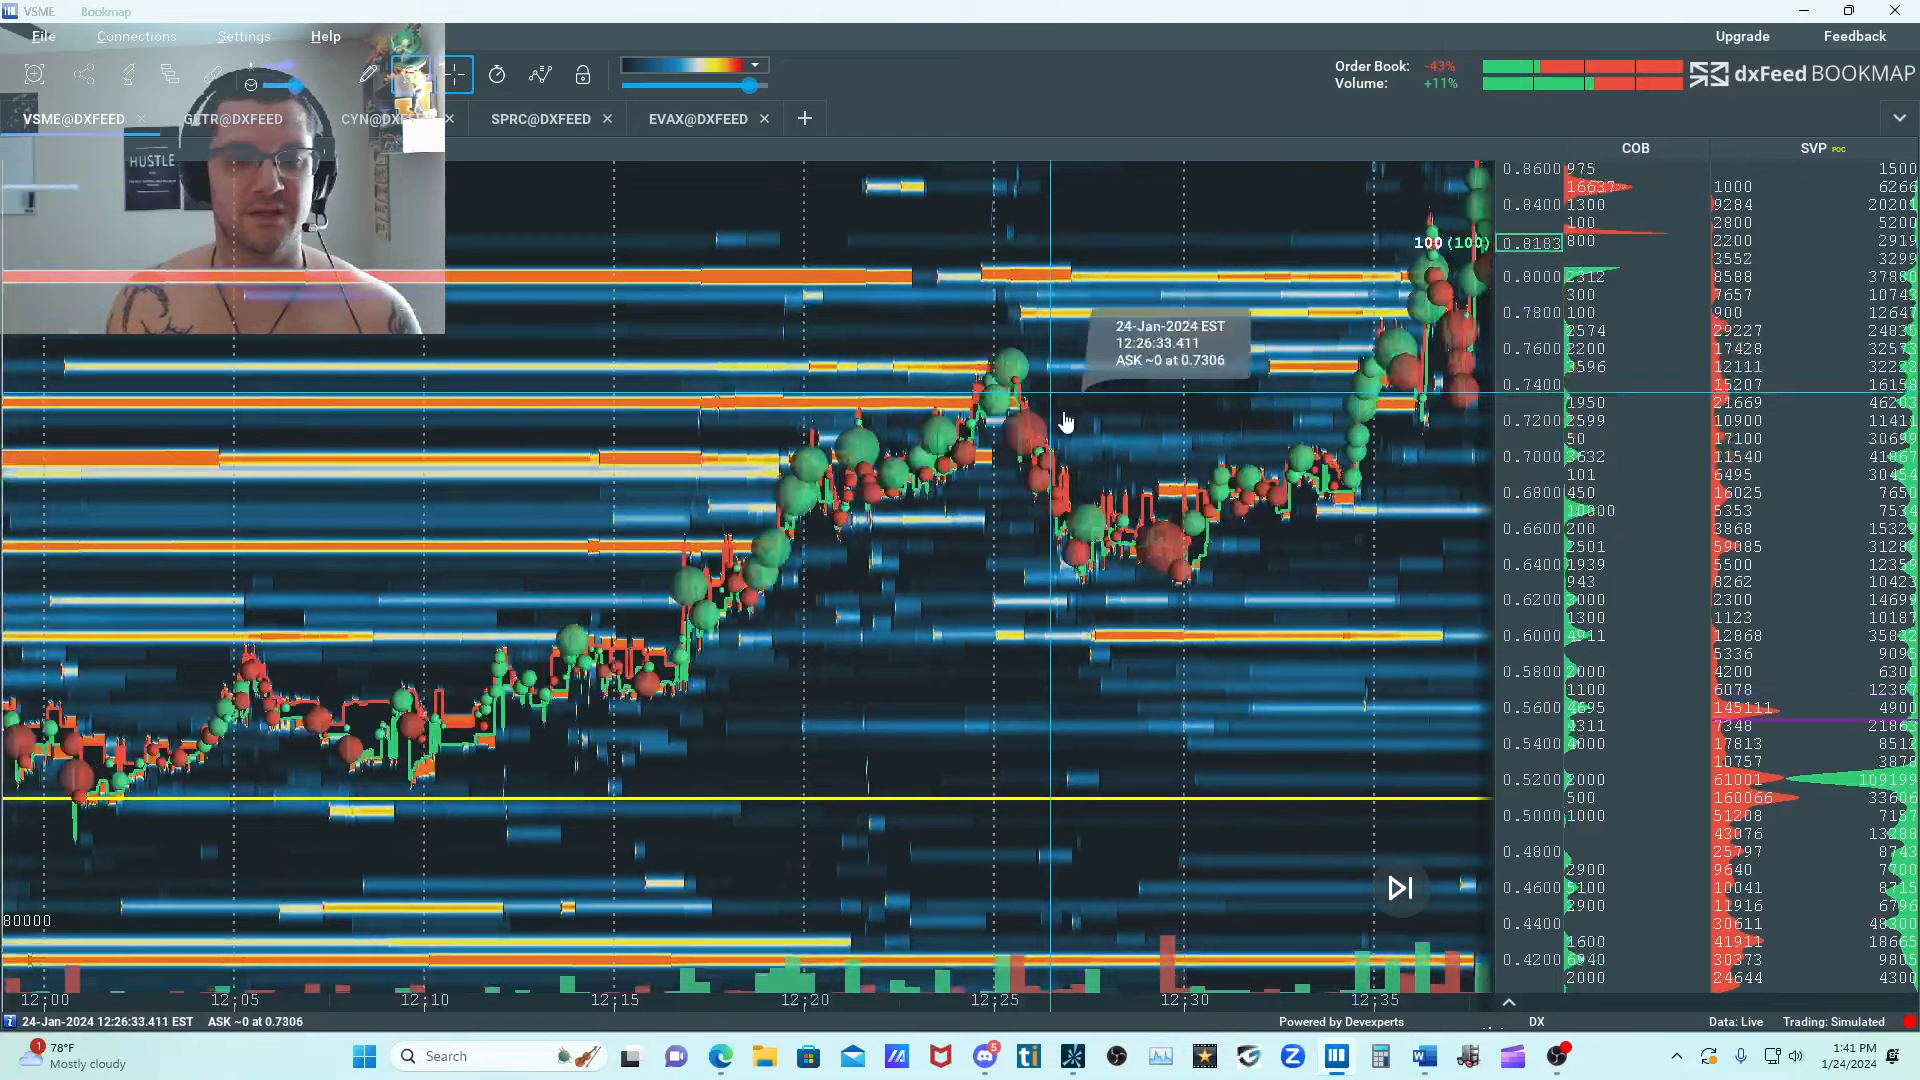 VSME Bookmap
File Connections Settings Help Upgrade Feedback
Order Book: -43%
Volume: +11%
dxFeed BOOKMAP
VSME@DXFEED GETR@DXFEED SPRC@DXFEED EVAX@DXFEED
COB SVP POC
HUSTLE
0.8600 975 1500
16637 1000 6266
0.8400 1300 9284 20201
100 2800 5200
100 (100) 0.8183 800 2200 2919
3552 3299
0.8000 2312 8588 37880
300 7657 10743
0.7800 100 900 12647
24-Jan-2024 EST
12:26:33.411
ASK ~0 at 0.7306
2574 29227 24835
0.7600 2200 17428 32573
3596 12111 32223
0.7400 15207 16158
1950 21669 46203
0.7200 2599 10900 11411
50 17100 30699
0.7000 3632 11540 41867
101 6495 30454
0.6800 450 16025 7650
10000 5353 7534
0.6600 200 3868 15329
2501 59085 31288
0.6400 1939 5500 12359
943 8262 10423
0.6200 3000 2300 14699
1300 1123 10187
0.6000 4911 12868 35832
5336 9095
0.5800 2000 4200 6300
1100 6078 12387
0.5600 4695 145111 4900
4311 7348 21863
0.5400 4000 17813 8512
10757 3878
0.5200 2000 61001 109199
500 160066 33606
0.5000 1000 51208 7157
43076 13288
0.4800 25797 8743
2900 9640 7700
0.4600 5100 10041 8715
2900 11916 6796
80000
0.4400 30611 48300
1600 41911 18665
0.4200 6940 30373 9805
2000 24644 4300
12:00 12:05 12:10 12:15 12:20 12:25 12:30 12:35
24-Jan-2024 12:26:33.411 EST ASK ~0 at 0.7306 Powered by Devexperts DX Data: Live Trading: Simulated
1
78°F
Mostly cloudy
Search
5
1:41 PM
1/24/2024